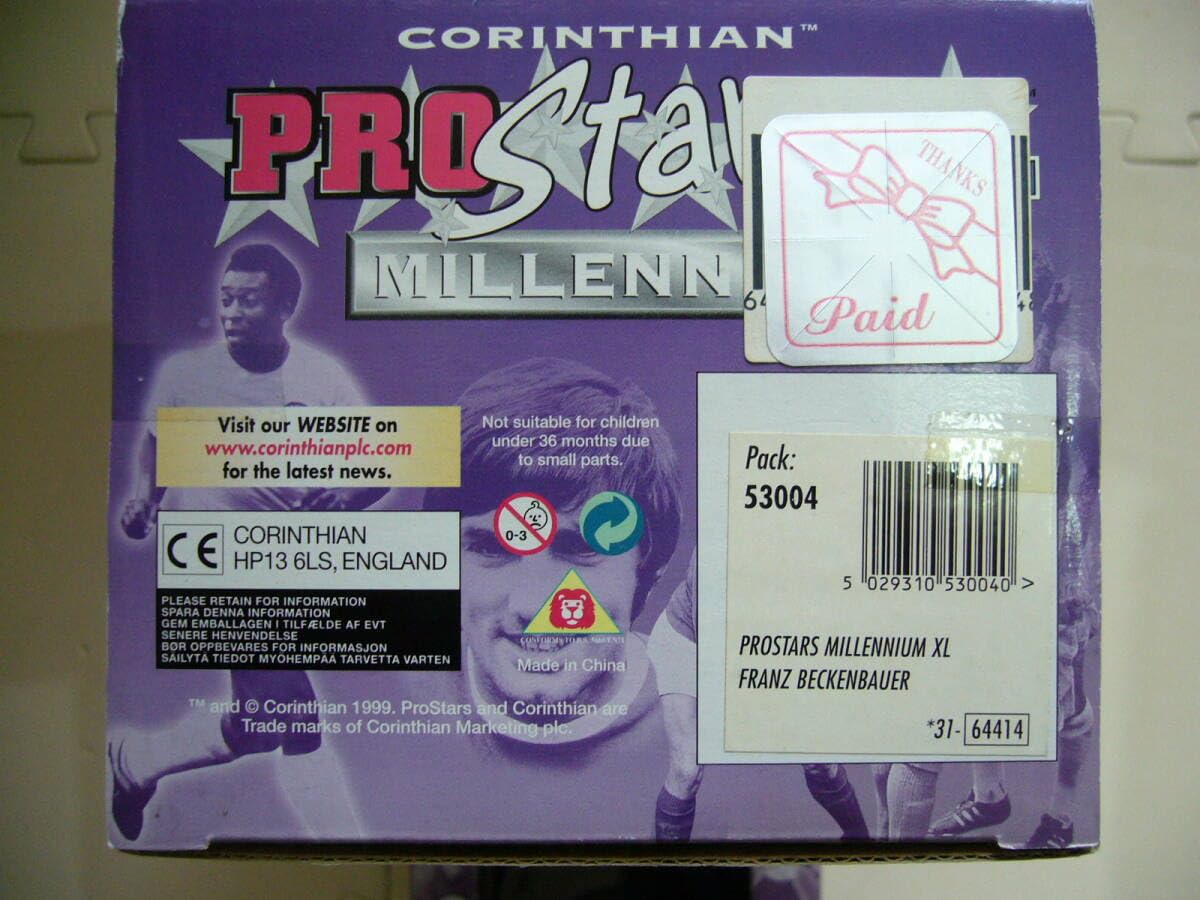 CORINTHIAN™
PROSta
MILLENN
THANKS
Paid
Visit our WEBSITE on
www.corinthianplc.com
for the latest news.
Not suitable for children
under 36 months due
to small parts.
0-3
CE
CORINTHIAN
HP13 6LS, ENGLAND
PLEASE RETAIN FOR INFORMATION
SPARA DENNA INFORMATION
GEM EMBALLAGEN I TILFÆLDE AF EVT
SENERE HENVENDELSE
BØR OPPBEVARES FOR INFORMASJON
SÄILYTÄ TIEDOT MYÖHEMPÄÄ TARVETTA VARTEN
Made in China
™ and © Corinthian 1999. ProStars and Corinthian are
Trade marks of Corinthian Marketing plc.
Pack:
53004
5 029310 530040 >
PROSTARS MILLENNIUM XL
FRANZ BECKENBAUER
*31- 64414